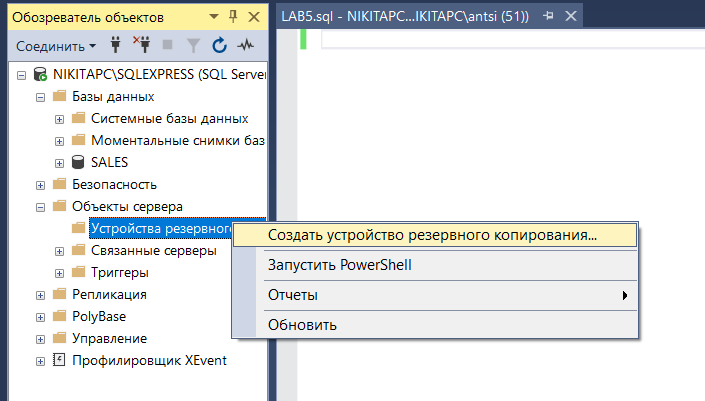 Обозреватель объектов
Соединить
NIKITAPC\SQLEXPRESS (SQL Server
Базы данных
Системные базы данных
Моментальные снимки баз
SALES
Безопасность
Объекты сервера
Устройства резервного
Связанные серверы
Триггеры
Репликация
PolyBase
Управление
Профилировщик XEvent
LAB5.sql - NIKITAPC...IKITAPC\antsi (51))
Создать устройство резервного копирования...
Запустить PowerShell
Отчеты
Обновить